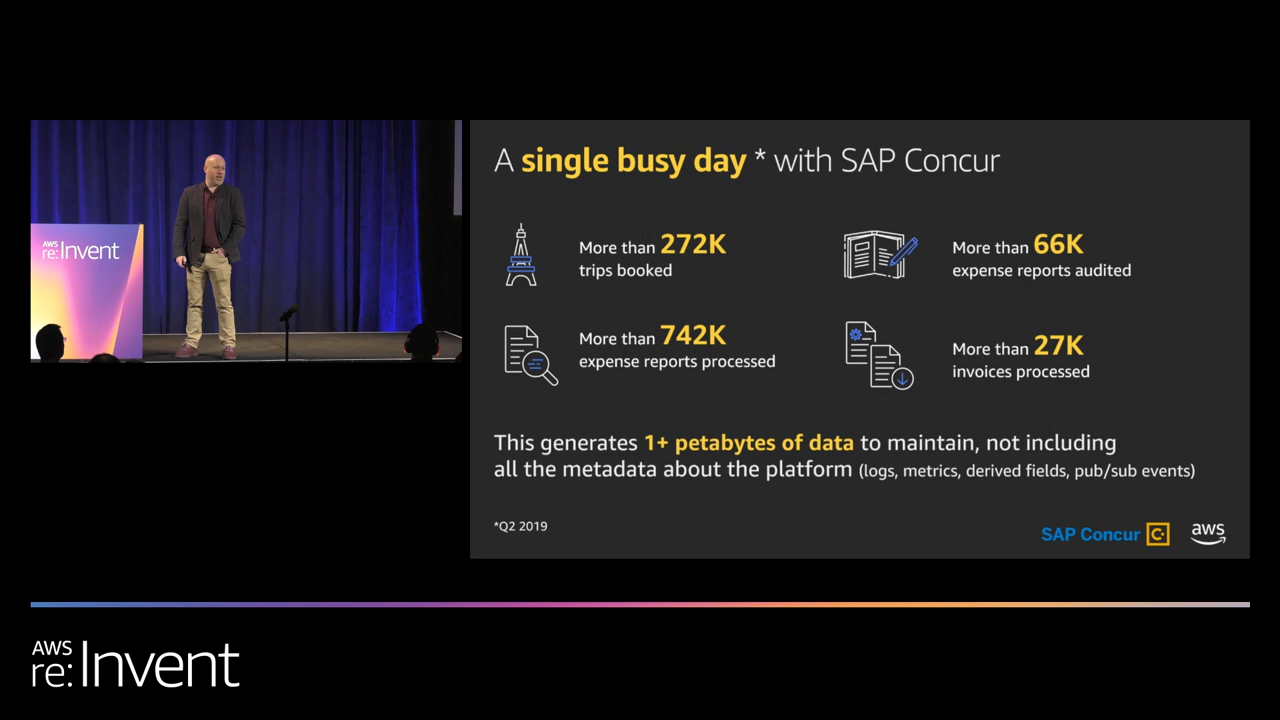 AWS
re:Invent
A single busy day * with SAP Concur
More than 272K
trips booked
More than 66K
expense reports audited
More than 742K
expense reports processed
More than 27K
invoices processed
This generates 1+ petabytes of data to maintain, not including
all the metadata about the platform (logs, metrics, derived fields, pub/sub events)
*Q2 2019
SAP Concur C
aws
AWS
re:Invent